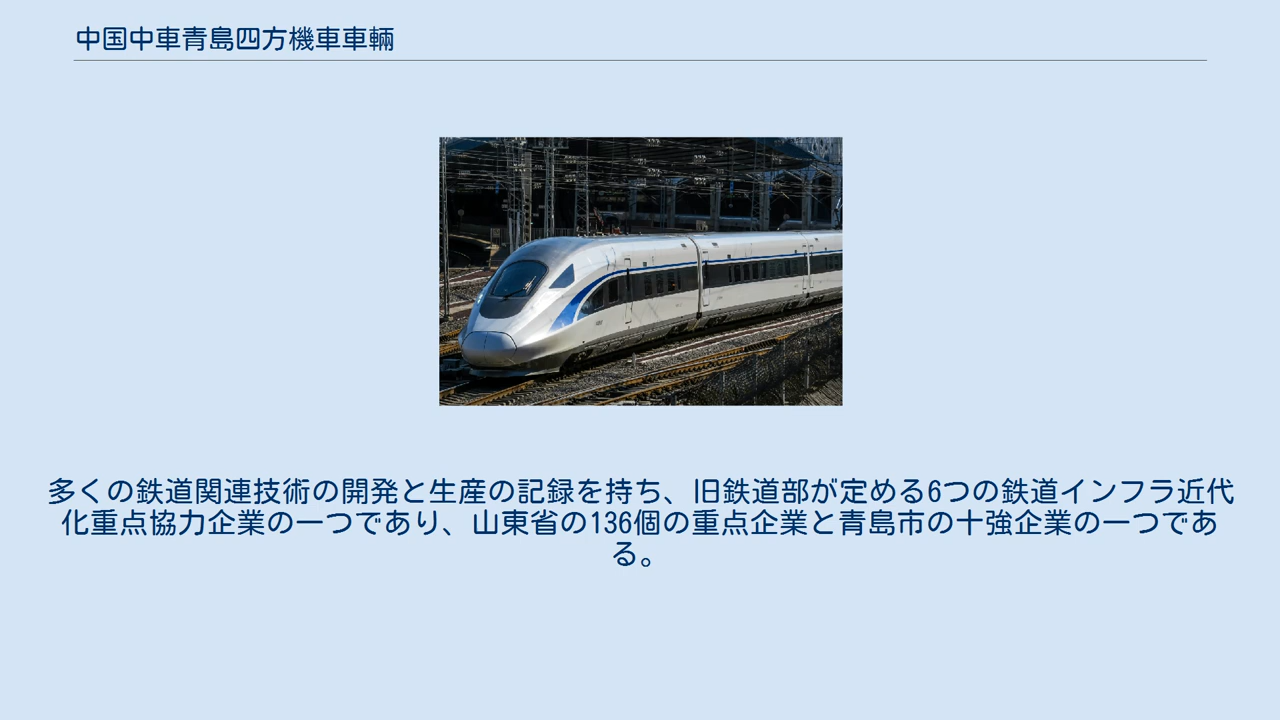 中国中車青島四方機車車輛
多くの鉄道関連技術の開発と生産の記録を持ち、旧鉄道部が定める6つの鉄道インフラ近代
化重点協力企業の一つであり、山東省の136個の重点企業と青島市の十強企業の一つであ
る。